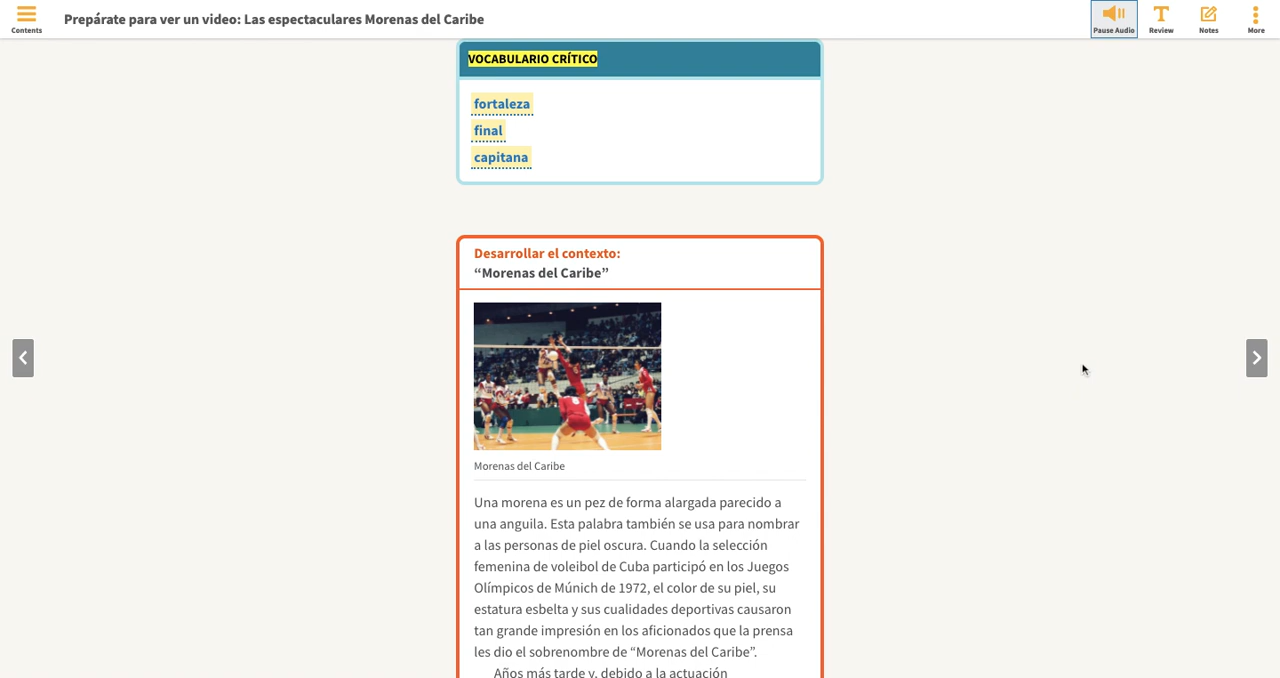 Contents
Prepárate para ver un video: Las espectaculares Morenas del Caribe
Pause Audio
Review
Notes
More
VOCABULARIO CRÍTICO
fortaleza
final
capitana
Desarrollar el contexto:
“Morenas del Caribe”
Morenas del Caribe
Una morena es un pez de forma alargada parecido a
una anguila. Esta palabra también se usa para nombrar
a las personas de piel oscura. Cuando la selección
femenina de voleibol de Cuba participó en los Juegos
Olímpicos de Múnich de 1972, el color de su piel, su
estatura esbelta y sus cualidades deportivas causaron
tan grande impresión en los aficionados que la prensa
les dio el sobrenombre de “Morenas del Caribe”.
Años más tarde y, debido a la actuación